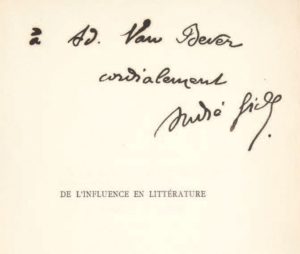 à Ad. Van Bever
cordialement
André Gide.
DE L'INFLUENCE EN LITTÉRATURE